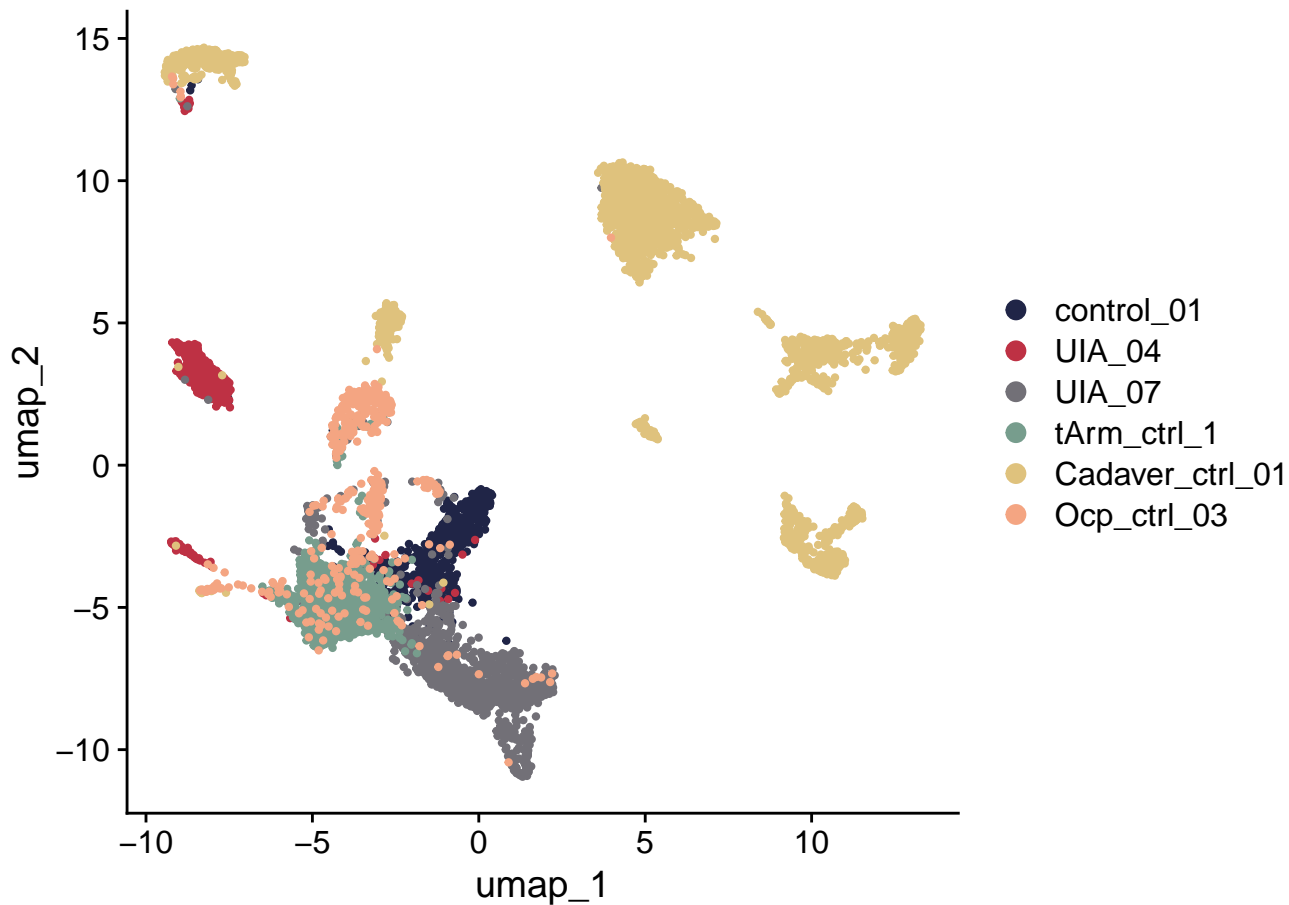 15
10
5
0
−5
−10
umap_2
−10 −5 0 5 10
umap_1
control_01
UIA_04
UIA_07
tArm_ctrl_1
Cadaver_ctrl_01
Ocp_ctrl_03